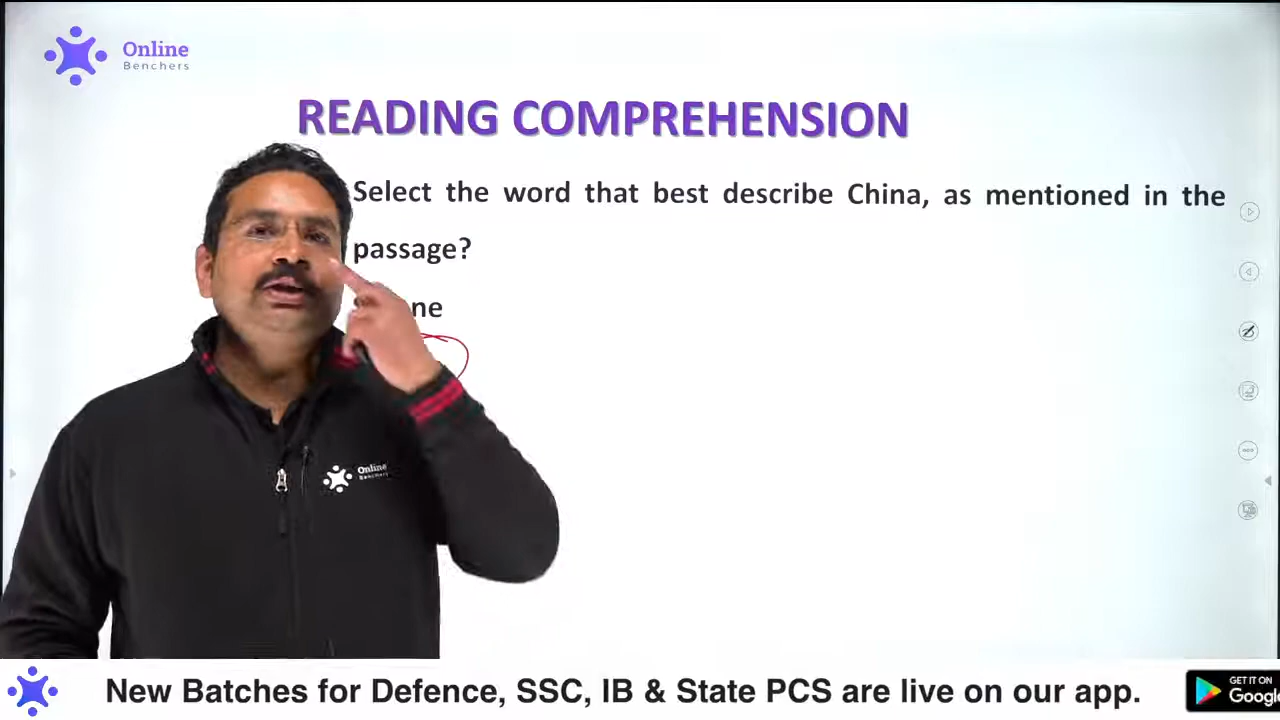 Online
Benchers
READING COMPREHENSION
Select the word that best describe China, as mentioned in the
passage?
Online
Benchers
New Batches for Defence, SSC, IB & State PCS are live on our app.
GET IT ON
Google